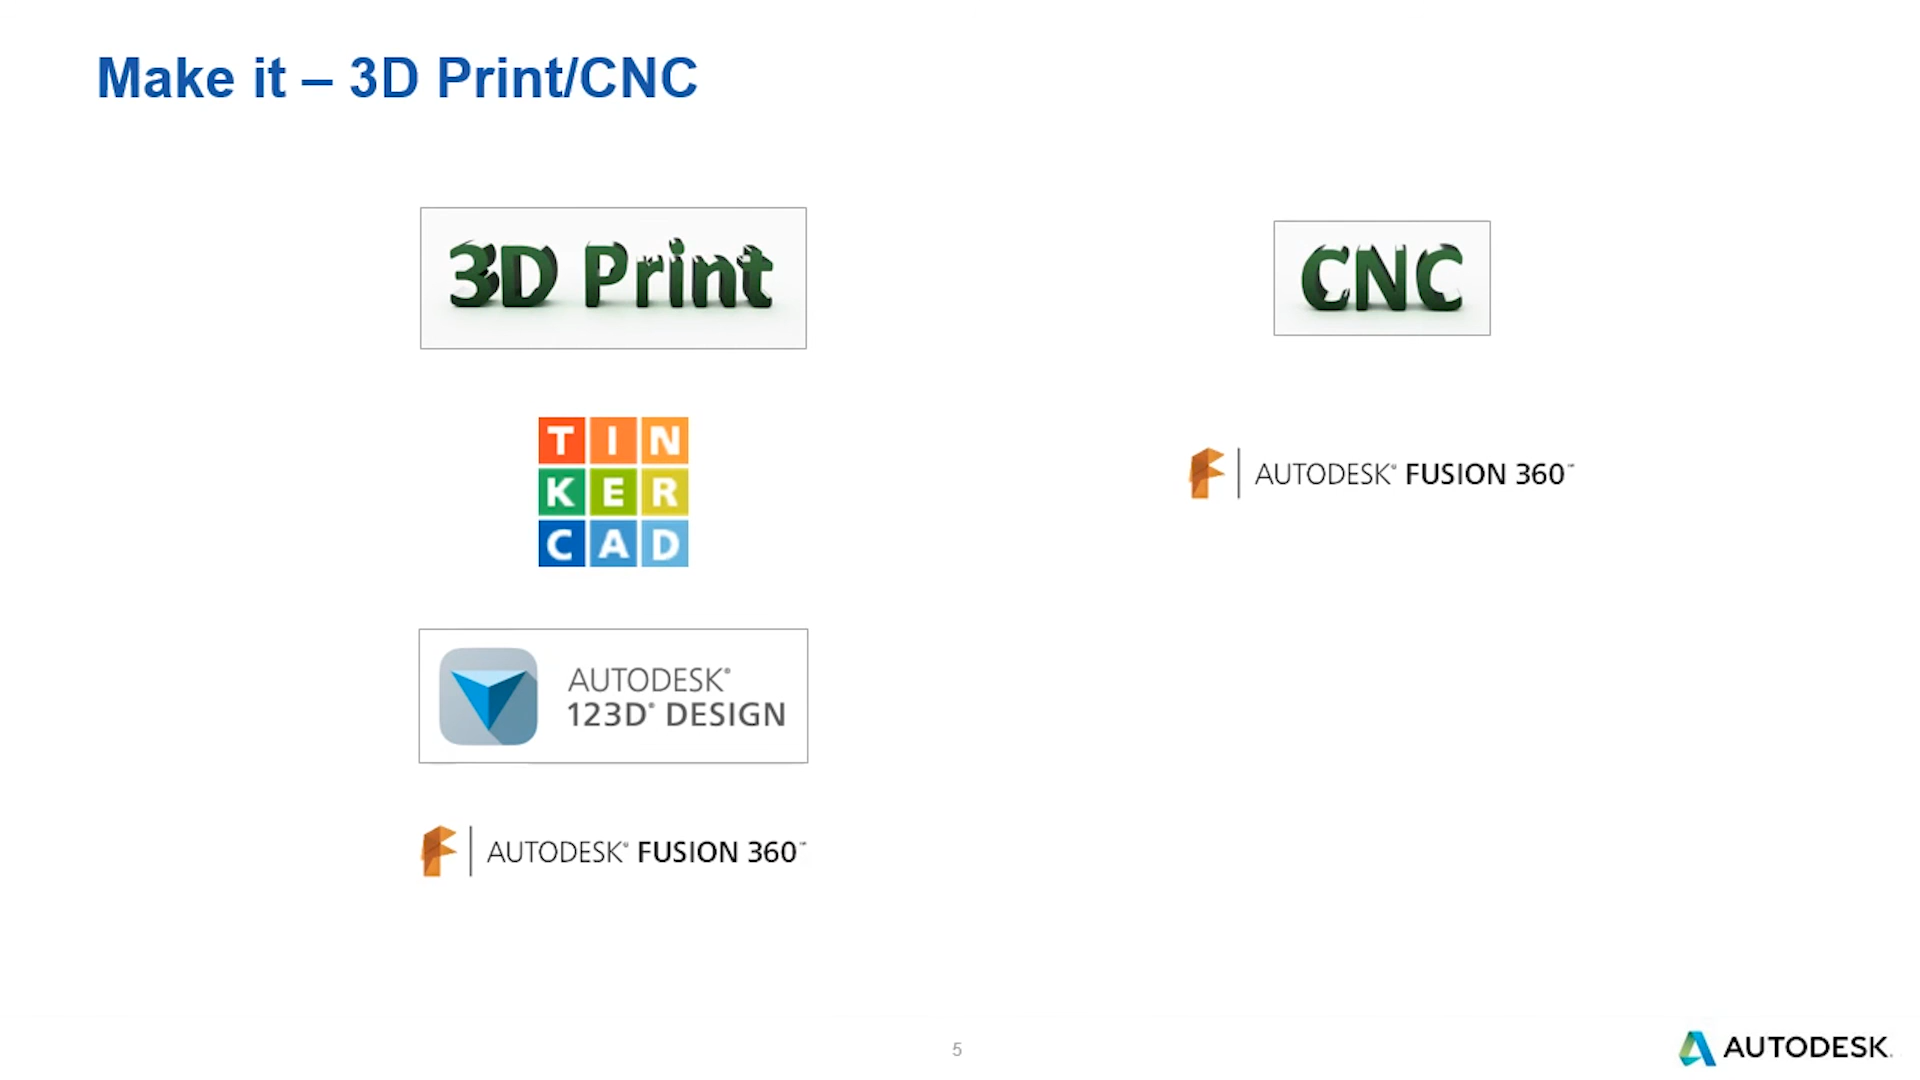 Make it – 3D Print/CNC
3D Print
TIN
KER
CAD
AUTODESK®
123D® DESIGN
AUTODESK® FUSION 360™
CNC
AUTODESK® FUSION 360™
5
AUTODESK.